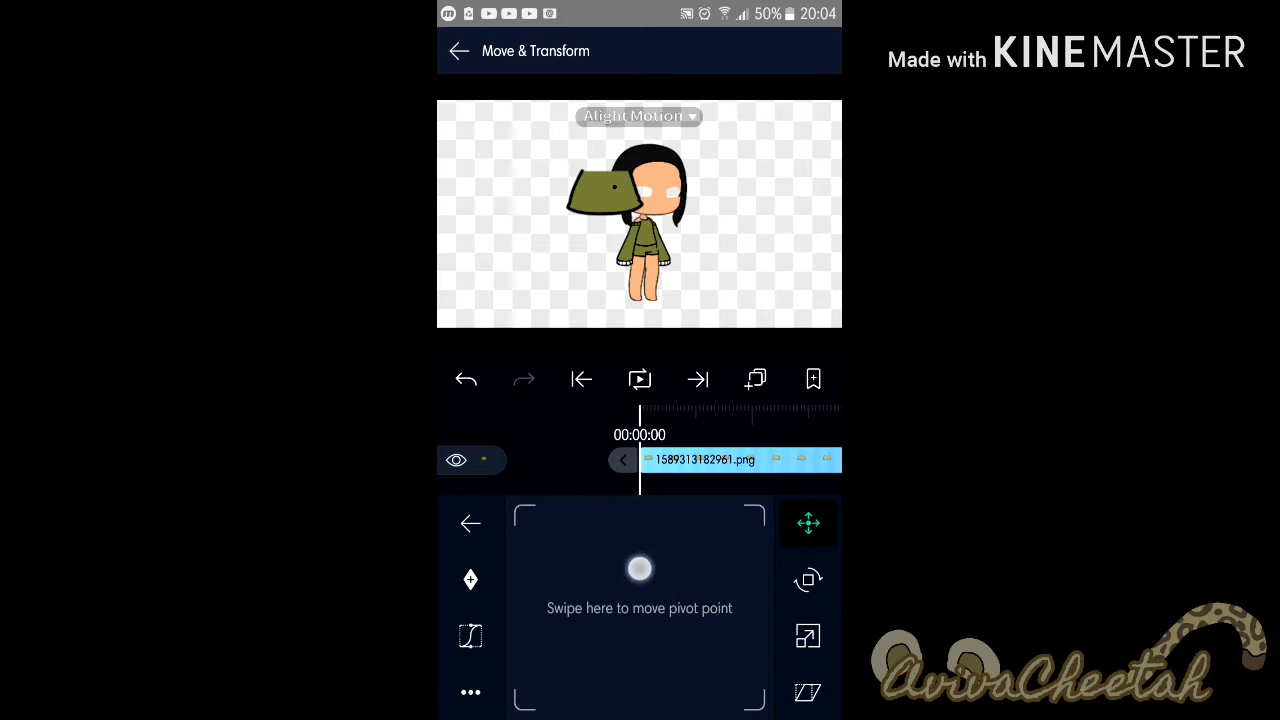 50% 20:04
Move & Transform
Made with KINEMASTER
Alight Motion
00:00:00
1589313182961.png
Swipe here to move pivot point
AvivaCheetah